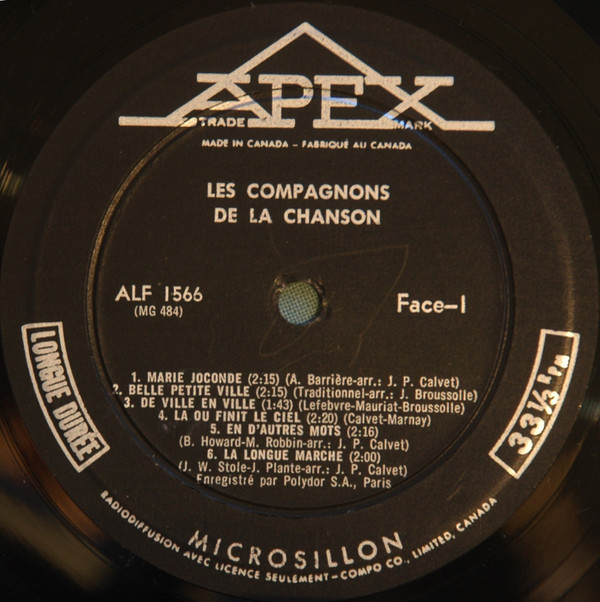 APEX
TRADE MARK
MADE IN CANADA – FABRIQUÉ AU CANADA
LES COMPAGNONS
DE LA CHANSON
ALF 1566
(MG 484)
Face–1
LONGUE DURÉE
33⅓ RPM
1. MARIE JOCONDE (2:15) (A. Barrière-arr.: J. P. Calvet)
2. BELLE PETITE VILLE (2:15) (Traditionnel-arr.: J. Broussolle)
3. DE VILLE EN VILLE (1:43) (Lefebvre-Mauriat-Broussolle)
4. LA OU FINIT LE CIEL (2:20) (Calvet-Marnay)
5. EN D'AUTRES MOTS (2:16)
(B. Howard-M. Robbin-arr.: J. P. Calvet)
6. LA LONGUE MARCHE (2:00)
(J. W. Stole-J. Plante-arr.: J. P. Calvet)
Enregistré par Polydor S.A., Paris
MICROSILLON
RADIODIFFUSION AVEC LICENCE SEULEMENT–COMPO CO., LIMITED, CANADA